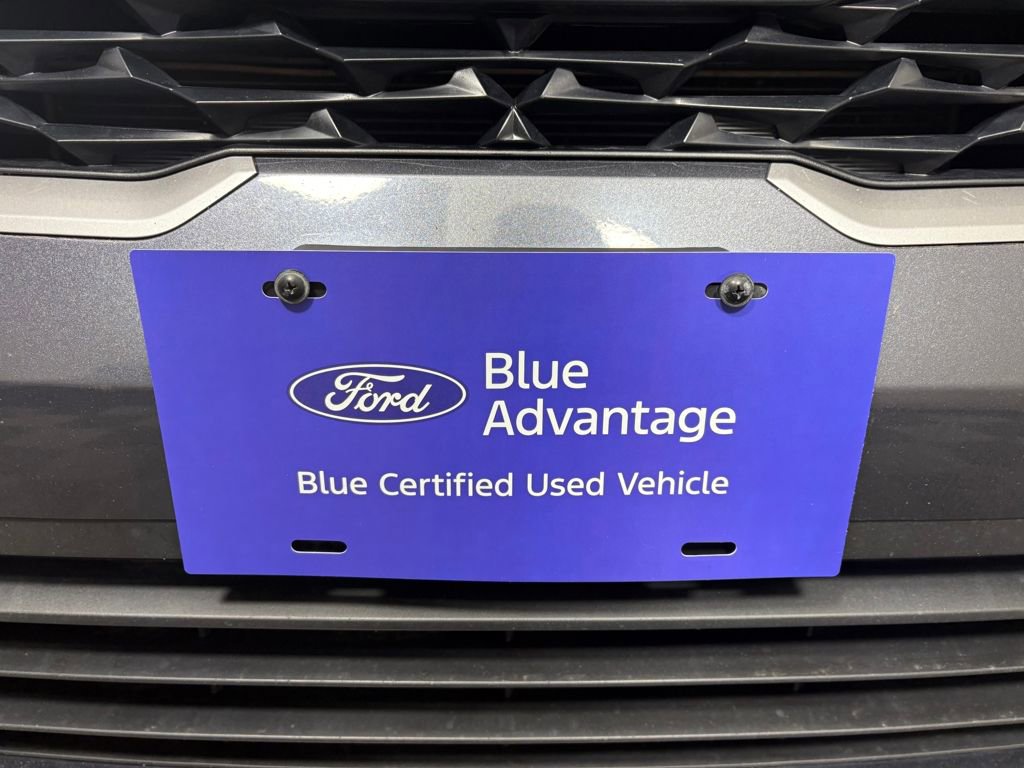 Ford
Blue
Advantage
Blue Certified Used Vehicle